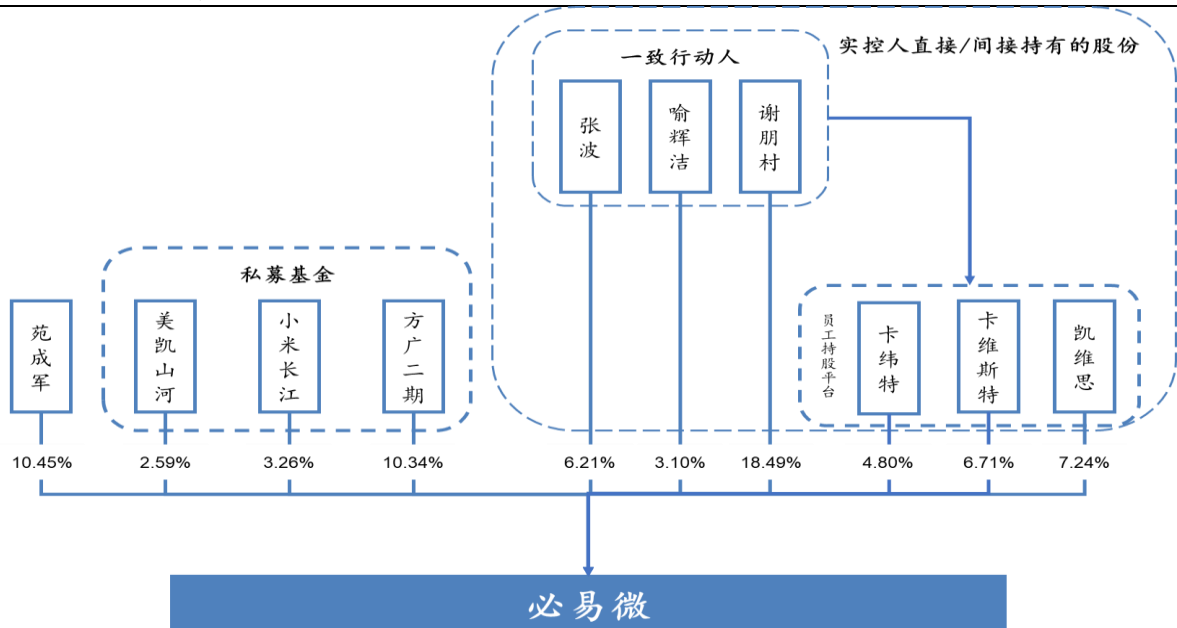 实控人直接/间接持有的股份
一致行动人
张波
喻辉洁
谢朋村
私募基金
苑成军
美凯山河
小米长江
方广二期
员工持股平台
卡纬特
卡维斯特
凯维思
10.45%
2.59%
3.26%
10.34%
6.21%
3.10%
18.49%
4.80%
6.71%
7.24%
必易微